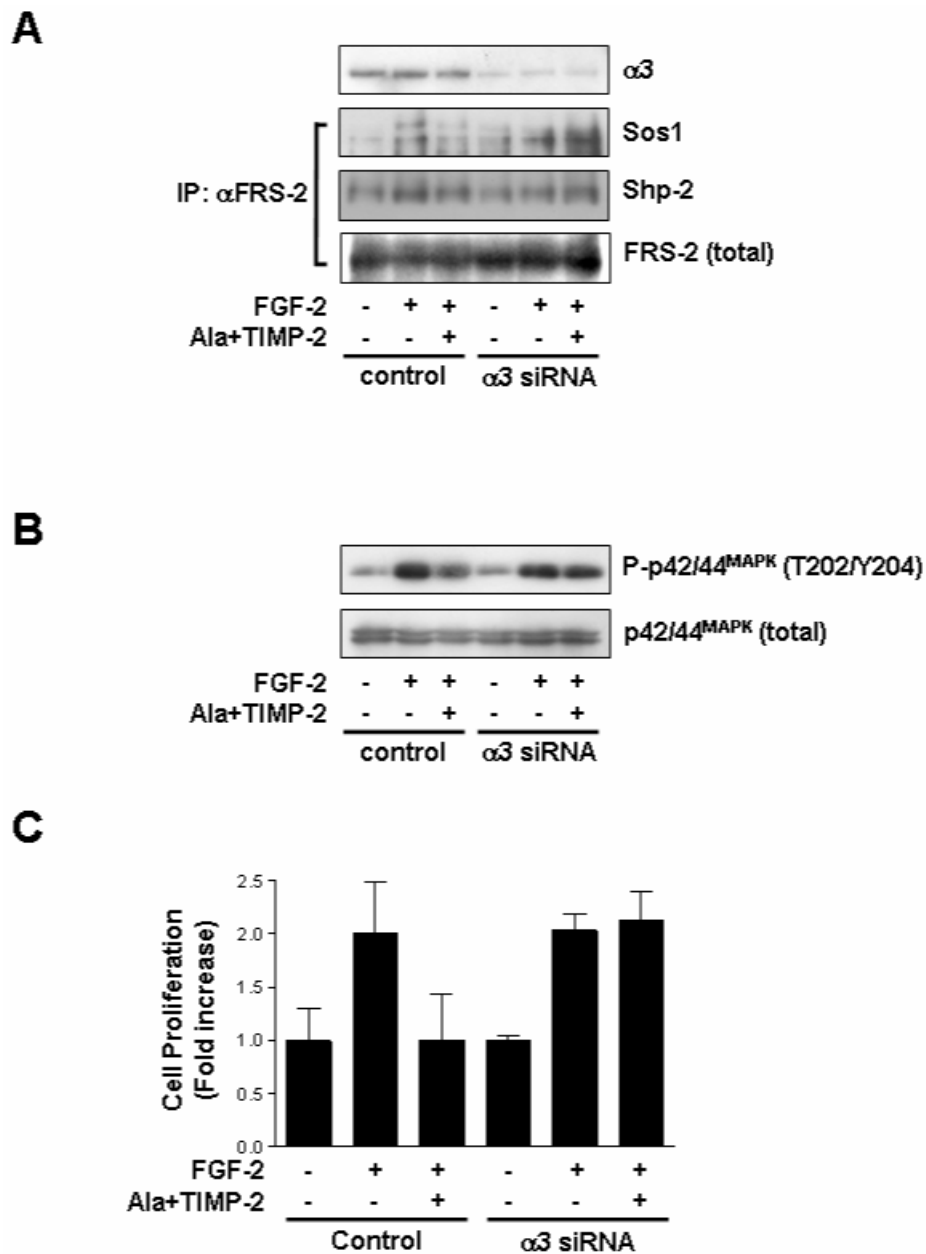 A
α3
Sos1
IP: αFRS-2
Shp-2
FRS-2 (total)
FGF-2 - + + - + +
Ala+TIMP-2 - - + - - +
control α3 siRNA
B
P-p42/44MAPK (T202/Y204)
p42/44MAPK (total)
FGF-2 - + + - + +
Ala+TIMP-2 - - + - - +
control α3 siRNA
C
Cell Proliferation
(Fold increase)
2.5
2.0
1.5
1.0
0.5
0.0
FGF-2 - + + - + +
Ala+TIMP-2 - - + - - +
Control α3 siRNA